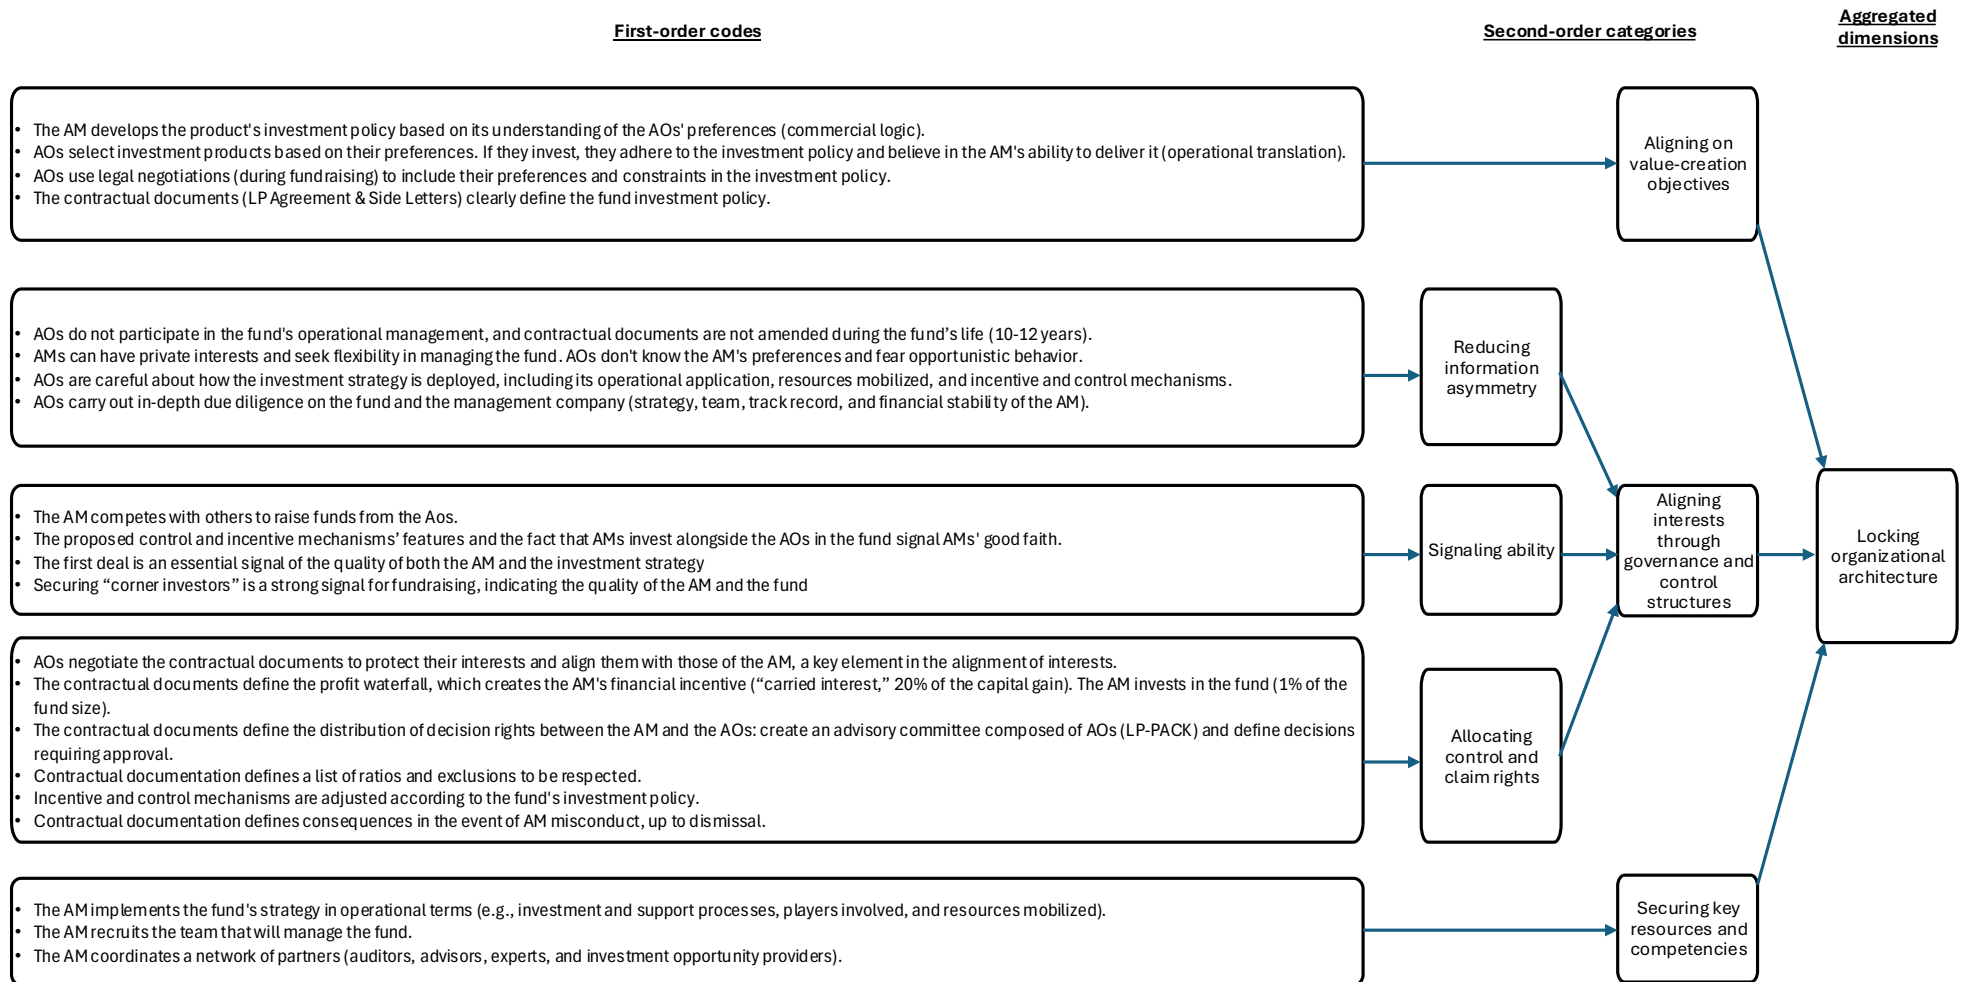 First-order codes
Second-order categories
Aggregated
dimensions
• The AM develops the product's investment policy based on its understanding of the AOs' preferences (commercial logic).
• AOs select investment products based on their preferences. If they invest, they adhere to the investment policy and believe in the AM's ability to deliver it (operational translation).
• AOs use legal negotiations (during fundraising) to include their preferences and constraints in the investment policy.
• The contractual documents (LP Agreement & Side Letters) clearly define the fund investment policy.
Aligning on
value-creation
objectives
• AOs do not participate in the fund's operational management, and contractual documents are not amended during the fund’s life (10-12 years).
• AMs can have private interests and seek flexibility in managing the fund. AOs don't know the AM's preferences and fear opportunistic behavior.
• AOs are careful about how the investment strategy is deployed, including its operational application, resources mobilized, and incentive and control mechanisms.
• AOs carry out in-depth due diligence on the fund and the management company (strategy, team, track record, and financial stability of the AM).
Reducing
information
asymmetry
• The AM competes with others to raise funds from the Aos.
• The proposed control and incentive mechanisms’ features and the fact that AMs invest alongside the AOs in the fund signal AMs' good faith.
• The first deal is an essential signal of the quality of both the AM and the investment strategy
• Securing “corner investors” is a strong signal for fundraising, indicating the quality of the AM and the fund
Signaling ability
Aligning
interests
through
governance and
control
structures
Locking
organizational
architecture
• AOs negotiate the contractual documents to protect their interests and align them with those of the AM, a key element in the alignment of interests.
• The contractual documents define the profit waterfall, which creates the AM's financial incentive (“carried interest,” 20% of the capital gain). The AM invests in the fund (1% of the
fund size).
• The contractual documents define the distribution of decision rights between the AM and the AOs: create an advisory committee composed of AOs (LP-PACK) and define decisions
requiring approval.
• Contractual documentation defines a list of ratios and exclusions to be respected.
• Incentive and control mechanisms are adjusted according to the fund's investment policy.
• Contractual documentation defines consequences in the event of AM misconduct, up to dismissal.
Allocating
control and
claim rights
• The AM implements the fund's strategy in operational terms (e.g., investment and support processes, players involved, and resources mobilized).
• The AM recruits the team that will manage the fund.
• The AM coordinates a network of partners (auditors, advisors, experts, and investment opportunity providers).
Securing key
resources and
competencies